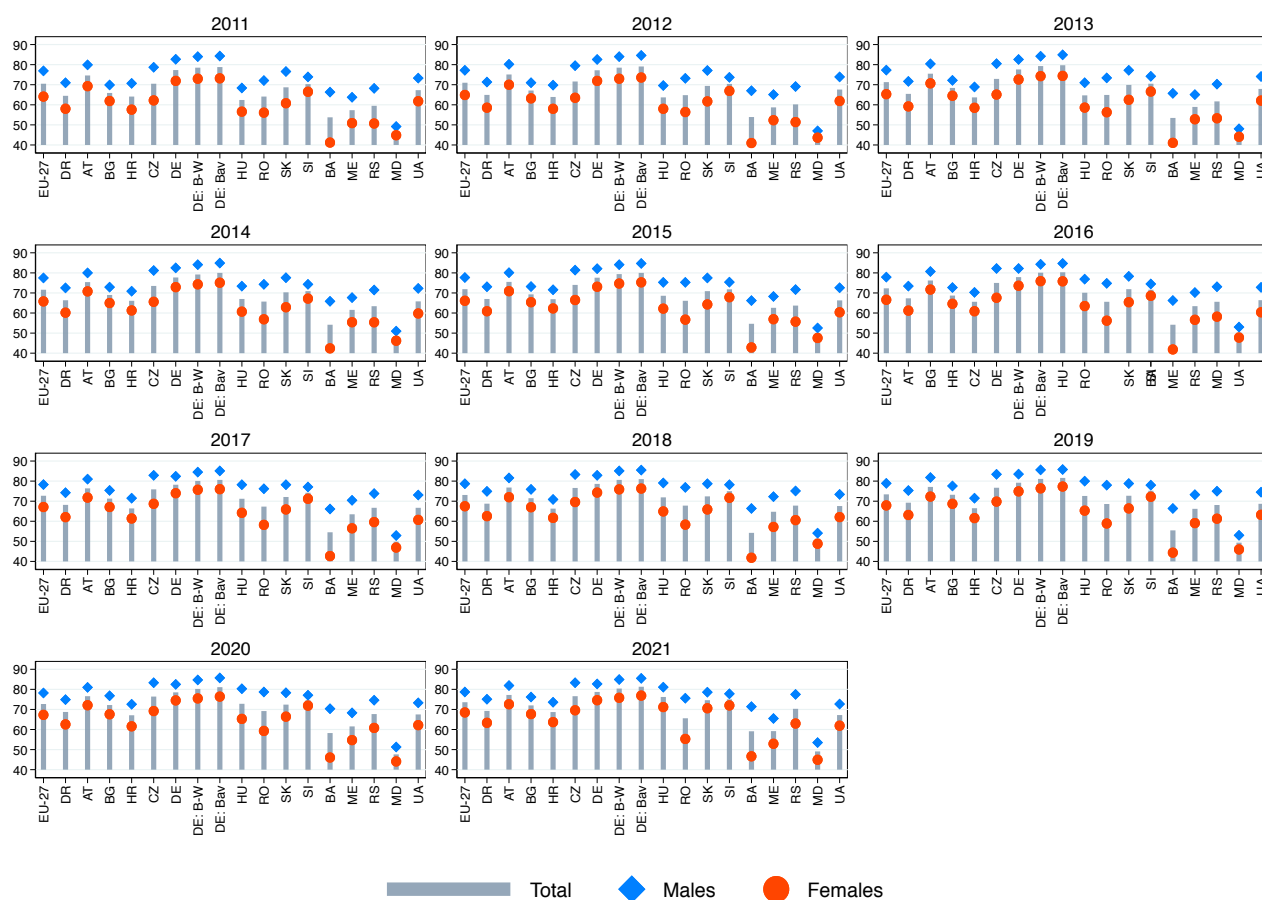 2011 2012 2013
90 90 90
80 80 80
70 70 70
60 60 60
50 50 50
40 40 40
EU-27 DR AT BG HR CZ DE DE: B-W DE: Bav HU RO SK SI BA ME RS MD UA
EU-27 DR AT BG HR CZ DE DE: B-W DE: Bav HU RO SK SI BA ME RS MD UA
EU-27 DR AT BG HR CZ DE DE: B-W DE: Bav HU RO SK SI BA ME RS MD UA
2014 2015 2016
90 90 90
80 80 80
70 70 70
60 60 60
50 50 50
40 40 40
EU-27 DR AT BG HR CZ DE DE: B-W DE: Bav HU RO SK SI BA ME RS MD UA
EU-27 DR AT BG HR CZ DE DE: B-W DE: Bav HU RO SK SI BA ME RS MD UA
EU-27 AT BG HR CZ DE DE: B-W DE: Bav HU RO SK ME RS MD UA
2017 2018 2019
90 90 90
80 80 80
70 70 70
60 60 60
50 50 50
40 40 40
EU-27 DR AT BG HR CZ DE DE: B-W DE: Bav HU RO SK SI BA ME RS MD UA
EU-27 DR AT BG HR CZ DE DE: B-W DE: Bav HU RO SK SI BA ME RS MD UA
EU-27 DR AT BG HR CZ DE DE: B-W DE: Bav HU RO SK SI BA ME RS MD UA
2020 2021
90 90
80 80
70 70
60 60
50 50
40 40
EU-27 DR AT BG HR CZ DE DE: B-W DE: Bav HU RO SK SI BA ME RS MD UA
EU-27 DR AT BG HR CZ DE DE: B-W DE: Bav HU RO SK SI BA ME RS MD UA
Total Males Females